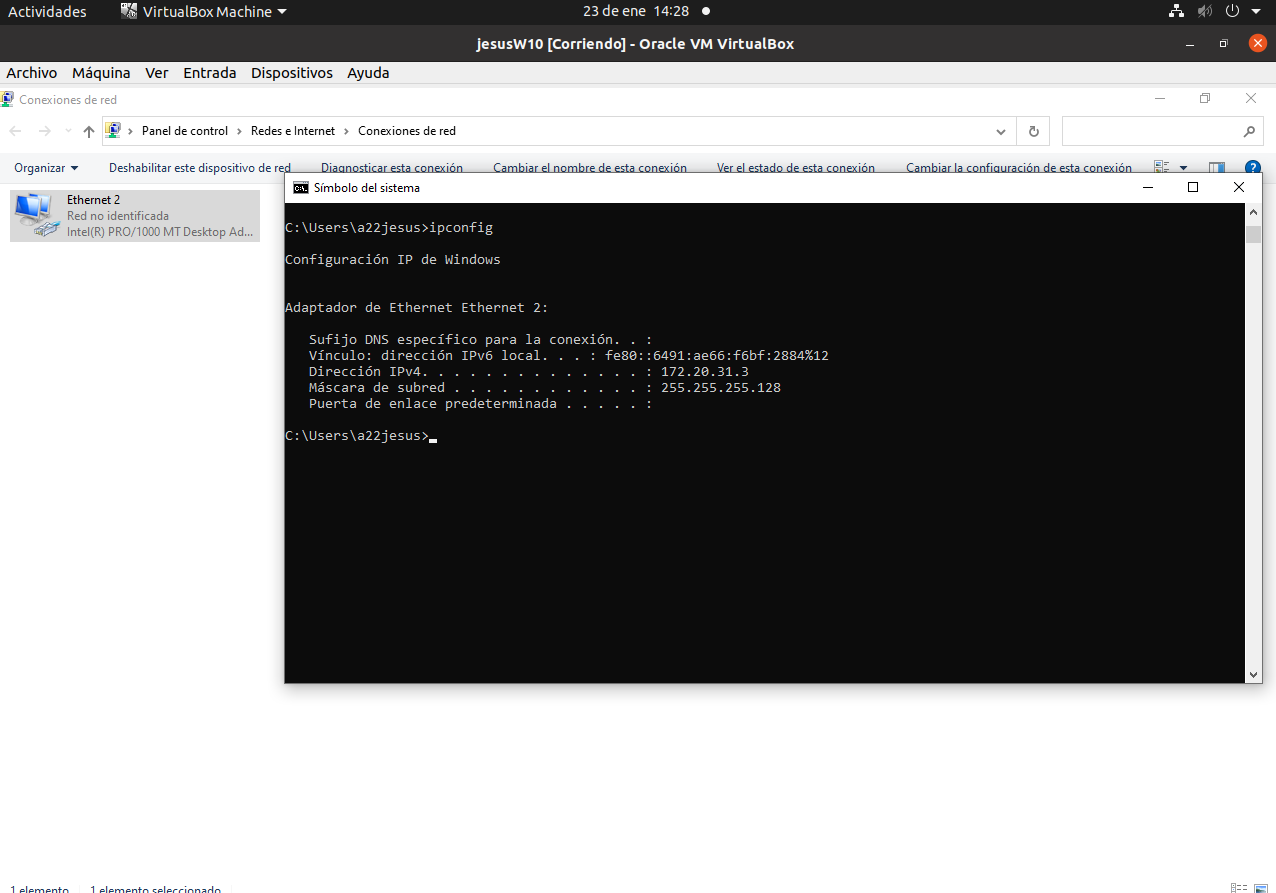 Actividades VirtualBox Machine 23 de ene 14:28
jesusW10 [Corriendo] - Oracle VM VirtualBox
Archivo Máquina Ver Entrada Dispositivos Ayuda
Conexiones de red
Panel de control › Redes e Internet › Conexiones de red
Organizar Deshabilitar este dispositivo de red Diagnosticar esta conexión Cambiar el nombre de esta conexión Ver el estado de esta conexión Cambiar la configuración de esta conexión
Ethernet 2
Red no identificada
Intel(R) PRO/1000 MT Desktop Ad...
Símbolo del sistema
C:\Users\a22jesus>ipconfig
Configuración IP de Windows
Adaptador de Ethernet Ethernet 2:
Sufijo DNS específico para la conexión. . :
Vínculo: dirección IPv6 local. . . : fe80::6491:ae66:f6bf:2884%12
Dirección IPv4. . . . . . . . . . . . . . : 172.20.31.3
Máscara de subred . . . . . . . . . . . . : 255.255.255.128
Puerta de enlace predeterminada . . . . . :
C:\Users\a22jesus>
1 elemento 1 elemento seleccionado